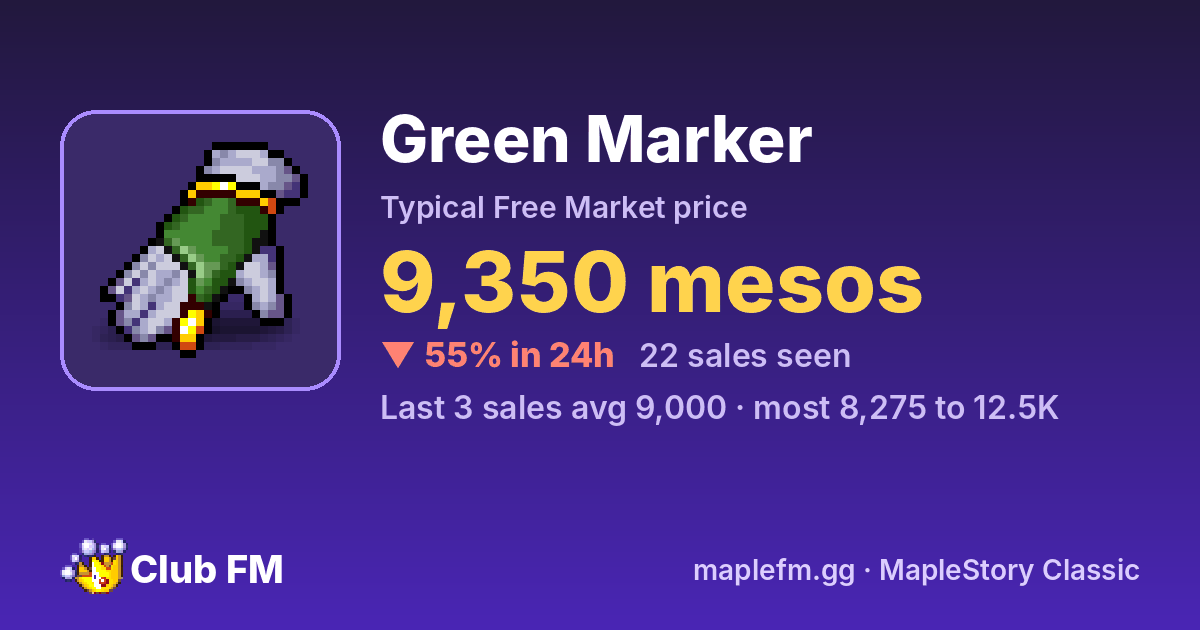 Green Marker
Typical Free Market price
9,350 mesos
▼ 55% in 24h 22 sales seen
Last 3 sales avg 9,000 · most 8,275 to 12.5K
Club FM
maplefm.gg · MapleStory Classic